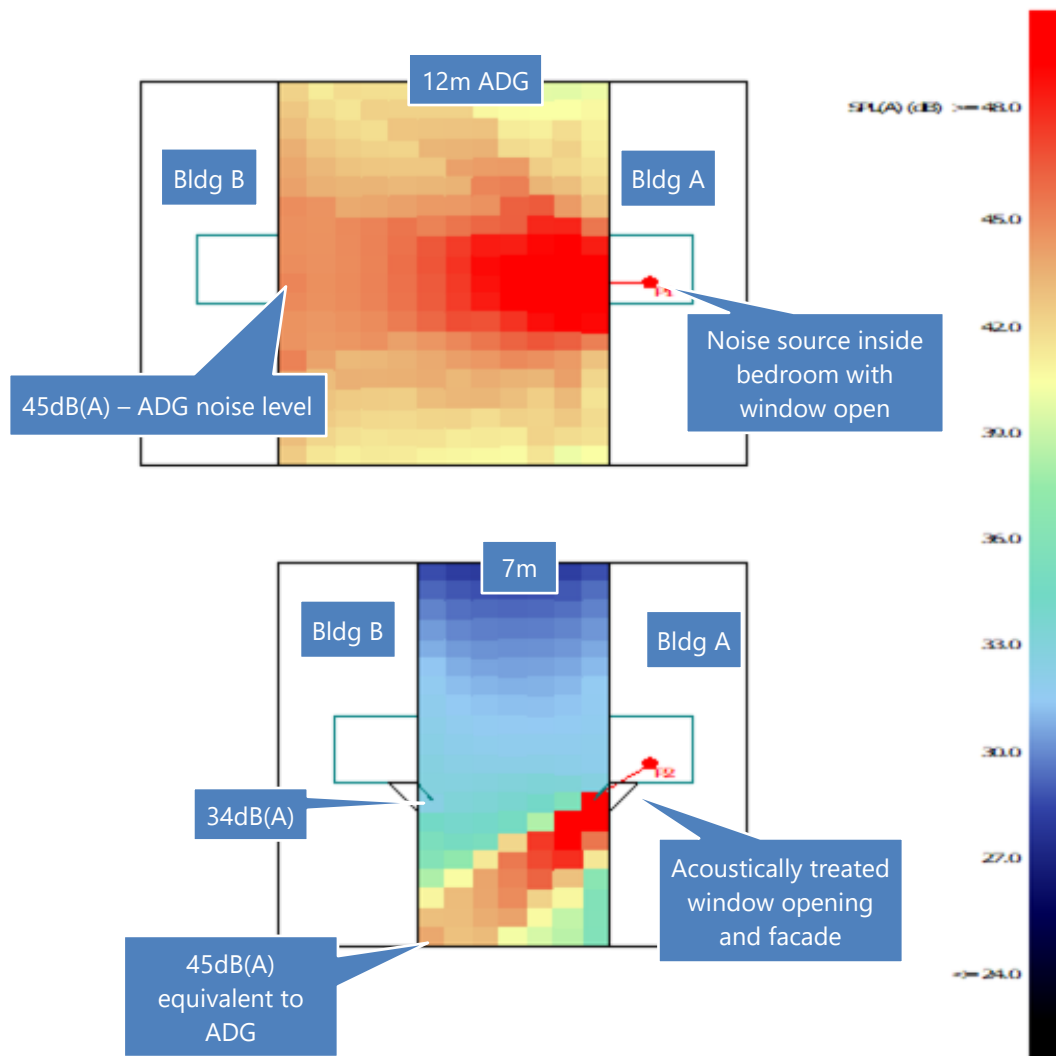 12m ADG
SPL(A) (dB) >= 48.0
Bldg B
Bldg A
45.0
P1
42.0
Noise source inside
bedroom with
window open
45dB(A) – ADG noise level
39.0
36.0
7m
Bldg B
Bldg A
33.0
30.0
P2
34dB(A)
27.0
Acoustically treated
window opening
and facade
45dB(A)
equivalent to
ADG
<= 24.0